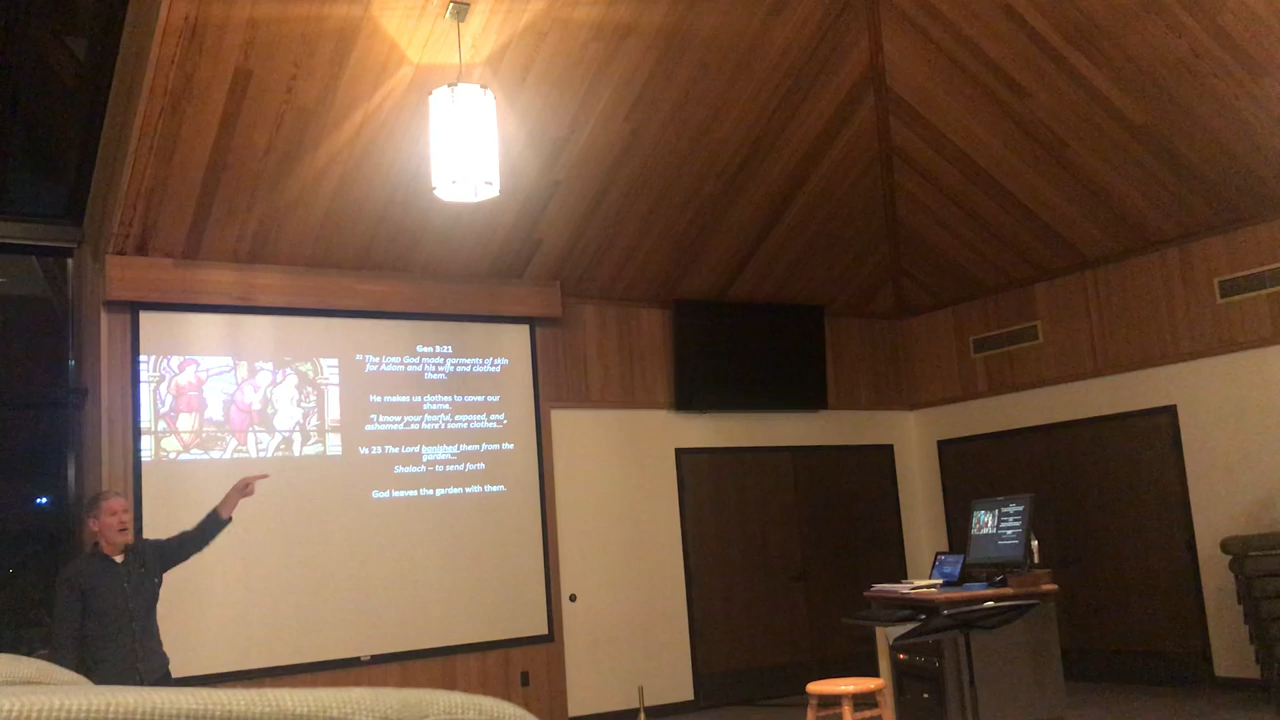 Gen 3:21
21 The LORD God made garments of skin
for Adam and his wife and clothed
them.
He makes us clothes to cover our
shame.
"I know your fearful, exposed, and
ashamed...so here's some clothes..."
Vs 23 The Lord banished them from the
garden...
Shalach – to send forth
God leaves the garden with them.